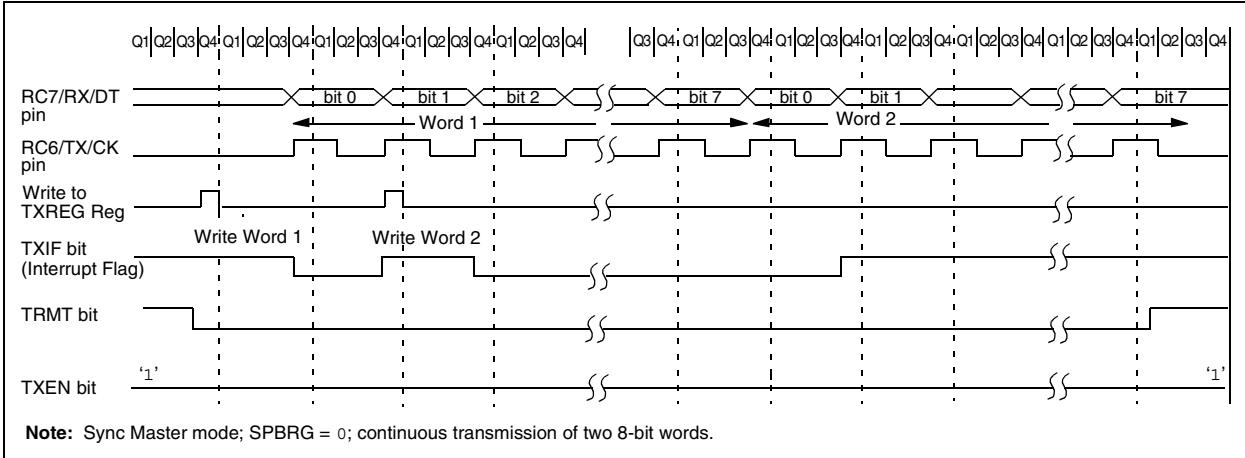 Q1 Q2 Q3 Q4 Q1 Q2 Q3 Q4 Q1 Q2 Q3 Q4 Q1 Q2 Q3 Q4 Q1 Q2 Q3 Q4 Q3 Q4 Q1 Q2 Q3 Q4 Q1 Q2 Q3 Q4 Q1 Q2 Q3 Q4 Q1 Q2 Q3 Q4 Q1 Q2 Q3 Q4 Q1 Q2 Q3 Q4
RC7/RX/DT
pin
bit 0 bit 1 bit 2 bit 7 bit 0 bit 1 bit 7
Word 1 Word 2
RC6/TX/CK
pin
Write to
TXREG Reg
Write Word 1 Write Word 2
TXIF bit
(Interrupt Flag)
TRMT bit
'1' '1'
TXEN bit
Note: Sync Master mode; SPBRG = 0; continuous transmission of two 8-bit words.